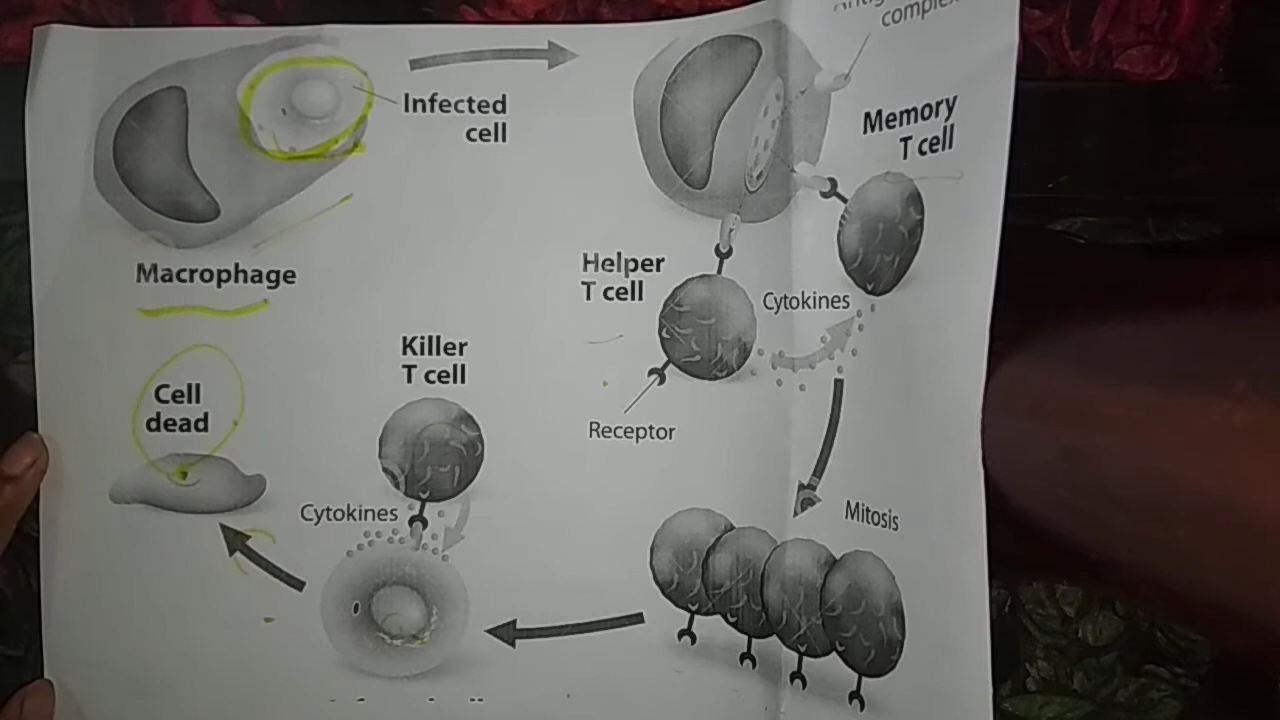 complex
Infected
cell
Memory
T cell
Macrophage
Helper
T cell
Cytokines
Killer
T cell
Cell
dead
Receptor
Cytokines
Mitosis